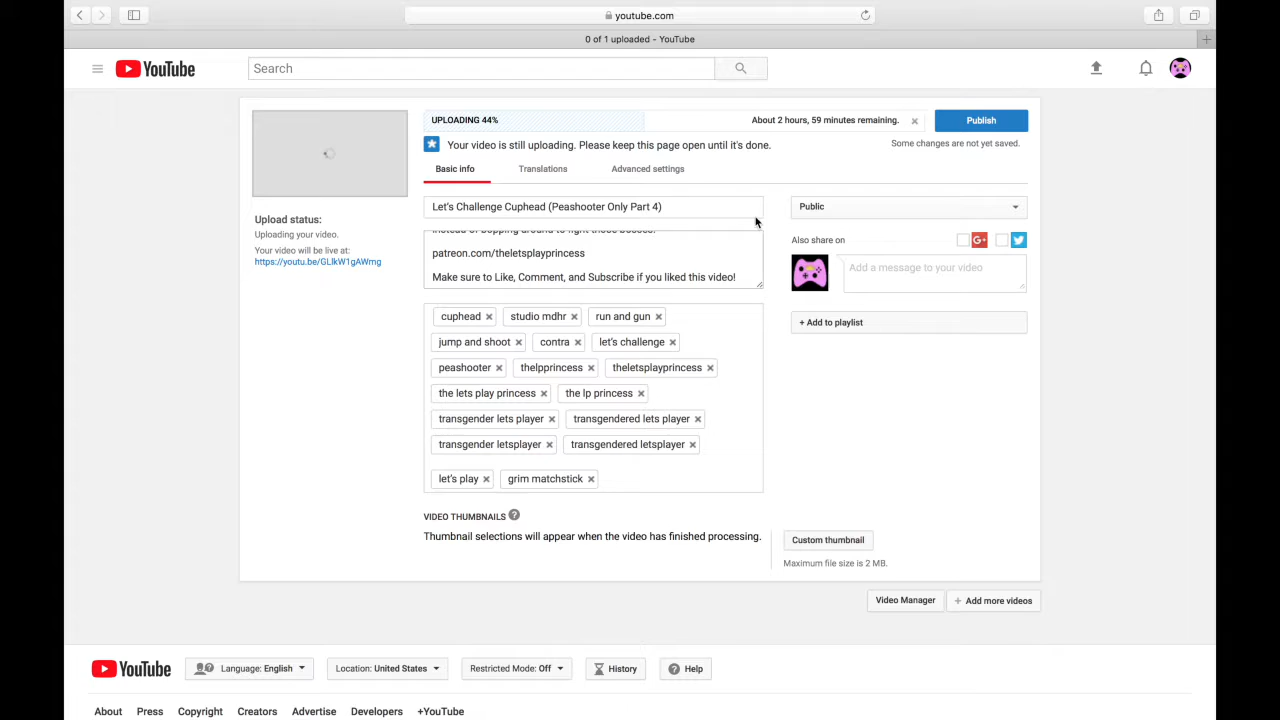 youtube.com
0 of 1 uploaded - YouTube
YouTube
Search
UPLOADING 44%
About 2 hours, 59 minutes remaining.
Publish
Your video is still uploading. Please keep this page open until it's done.
Some changes are not yet saved.
Basic info
Translations
Advanced settings
Let's Challenge Cuphead (Peashooter Only Part 4)
Public
Upload status:
Uploading your video.
Your video will be live at:
https://youtu.be/GLlkW1gAWmg
instead of bopping around to fight those bosses!
patreon.com/theletsplayprincess
Make sure to Like, Comment, and Subscribe if you liked this video!
Also share on
G+
Add a message to your video
+ Add to playlist
cuphead × studio mdhr × run and gun ×
jump and shoot × contra × let's challenge ×
peashooter × thelpprincess × theletsplayprincess ×
the lets play princess × the lp princess ×
transgender lets player × transgendered lets player ×
transgender letsplayer × transgendered letsplayer ×
let's play × grim matchstick ×
VIDEO THUMBNAILS ?
Thumbnail selections will appear when the video has finished processing.
Custom thumbnail
Maximum file size is 2 MB.
Video Manager
+ Add more videos
YouTube
Language: English
Location: United States
Restricted Mode: Off
History
Help
About Press Copyright Creators Advertise Developers +YouTube